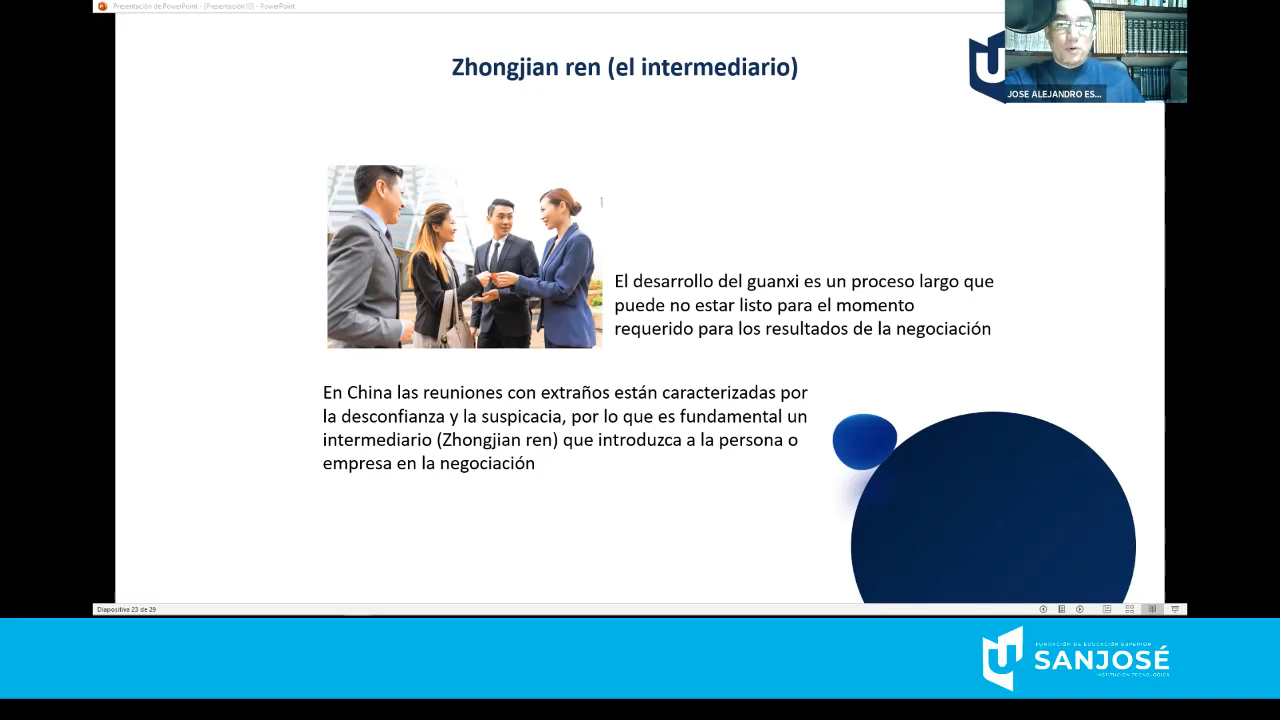 Presentación de PowerPoint - [Presentación10] - PowerPoint
Zhongjian ren (el intermediario)
JOSE ALEJANDRO ES...
El desarrollo del guanxi es un proceso largo que
puede no estar listo para el momento
requerido para los resultados de la negociación
En China las reuniones con extraños están caracterizadas por
la desconfianza y la suspicacia, por lo que es fundamental un
intermediario (Zhongjian ren) que introduzca a la persona o
empresa en la negociación
Diapositiva 23 de 29
FUNDACIÓN DE EDUCACIÓN SUPERIOR
SANJOSÉ
INSTITUCIÓN TECNOLÓGICA